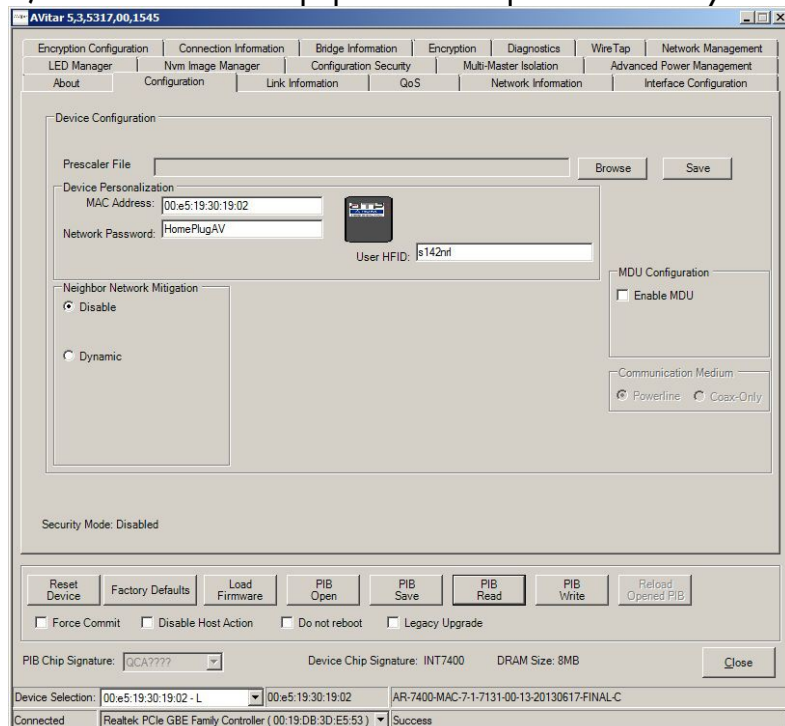 AVitar 5,3,5317,00,1545
Encryption Configuration Connection Information Bridge Information Encryption Diagnostics WireTap Network Management
LED Manager Nvm Image Manager Configuration Security Multi-Master Isolation Advanced Power Management
About Configuration Link Information QoS Network Information Interface Configuration
Device Configuration
Prescaler File Browse Save
Device Personalization
MAC Address: 00:e5:19:30:19:02
Network Password: HomePlugAV
User HFID: s142nrl
MDU Configuration
Neighbor Network Mitigation
Enable MDU
Disable
Dynamic
Communication Medium
Powerline Coax-Only
Security Mode: Disabled
Reset Device Factory Defaults Load Firmware PIB Open PIB Save PIB Read PIB Write Reload Opened PIB
Force Commit Disable Host Action Do not reboot Legacy Upgrade
PIB Chip Signature: QCA???? Device Chip Signature: INT7400 DRAM Size: 8MB Close
Device Selection: 00:e5:19:30:19:02 - L 00:e5:19:30:19:02 AR-7400-MAC-7-1-7131-00-13-20130617-FINAL-C
Connected Realtek PCIe GBE Family Controller ( 00:19:DB:3D:E5:53 ) Success